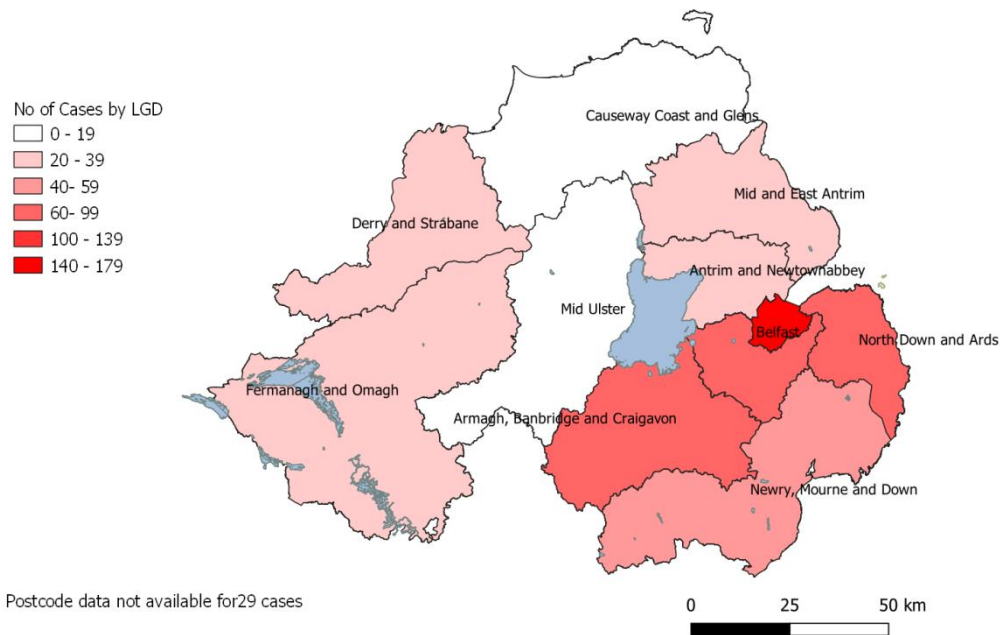 No of Cases by LGD
0 - 19
20 - 39
40- 59
60 - 99
100 - 139
140 - 179
Causeway Coast and Glens
Mid and East Antrim
Derry and Strabane
Antrim and Newtownabbey
Mid Ulster
Belfast
North Down and Ards
Fermanagh and Omagh
Armagh, Banbridge and Craigavon
Newry, Mourne and Down
Postcode data not available for29 cases
0 25 50 km